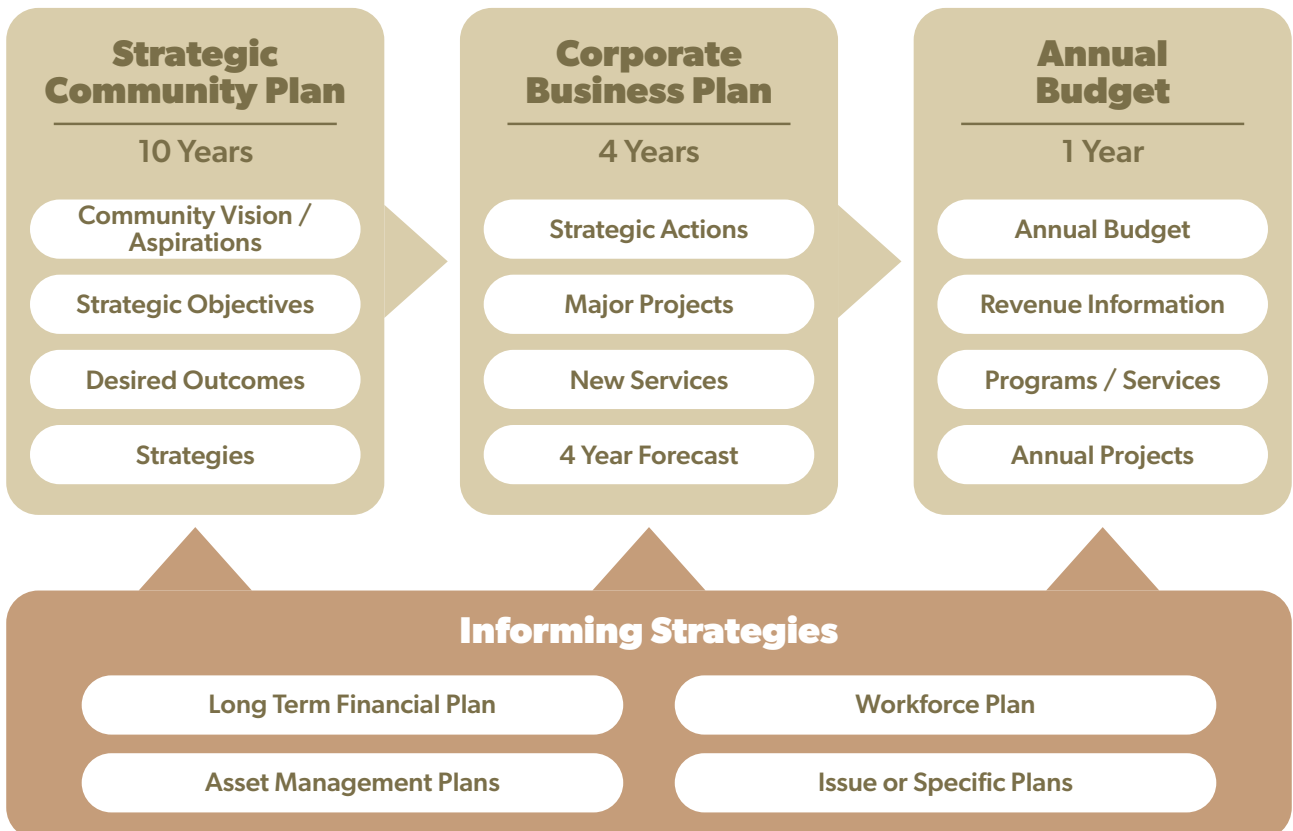 Strategic
Community Plan
10 Years
Community Vision /
Aspirations
Strategic Objectives
Desired Outcomes
Strategies
Corporate
Business Plan
4 Years
Strategic Actions
Major Projects
New Services
4 Year Forecast
Annual
Budget
1 Year
Annual Budget
Revenue Information
Programs / Services
Annual Projects
Informing Strategies
Long Term Financial Plan
Workforce Plan
Asset Management Plans
Issue or Specific Plans